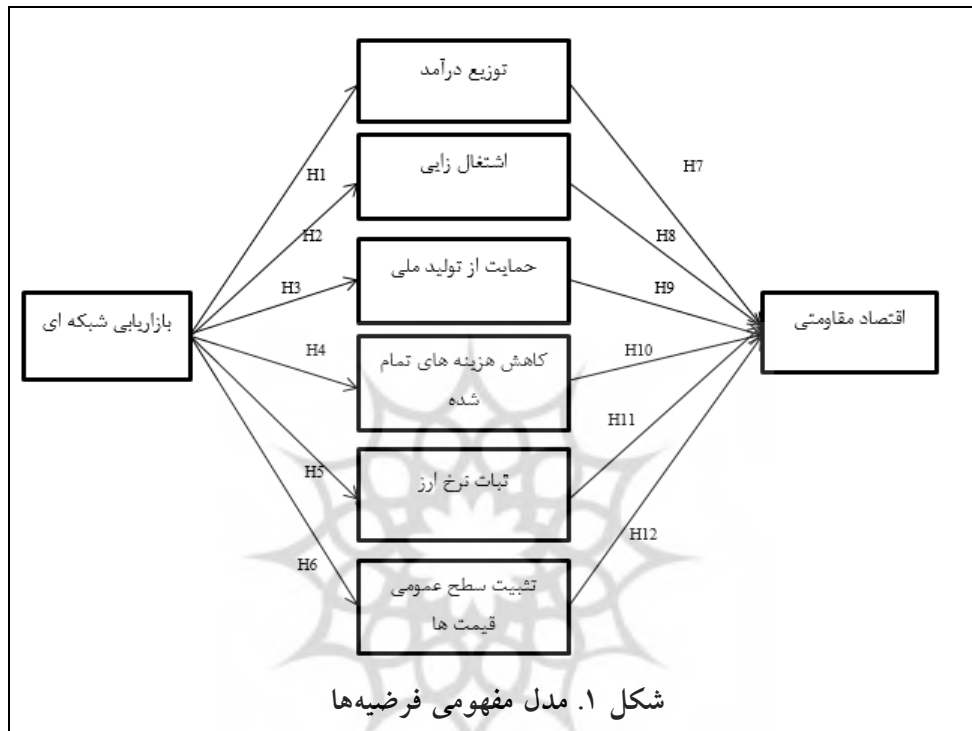 توزیع درآمد
اشتغال زایی
حمایت از تولید ملی
کاهش هزینه های تمام
شده
ثبات نرخ ارز
تثبیت سطح عمومی
قیمت ها
بازاریابی شبکه ای
اقتصاد مقاومتی
H1
H2
H3
H4
H5
H6
H7
H8
H9
H10
H11
H12
شکل ۱. مدل مفهومی فرضیه‌ها